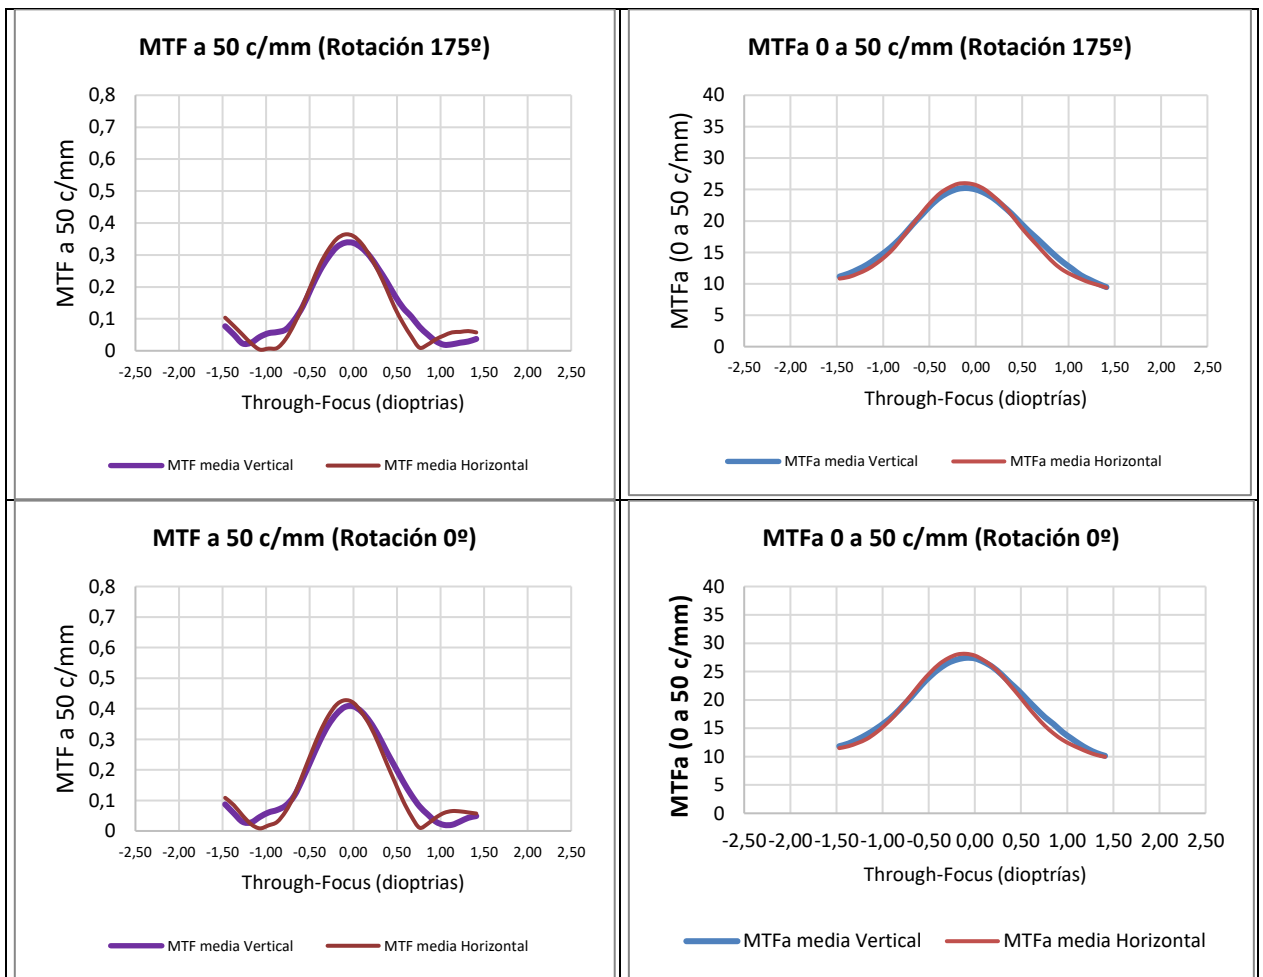 MTF a 50 c/mm (Rotación 175º)
0,8
0,7
0,6
0,5
0,4
0,3
0,2
0,1
0
MTF a 50 c/mm
-2,50 -2,00 -1,50 -1,00 -0,50 0,00 0,50 1,00 1,50 2,00 2,50
Through-Focus (dioptrias)
MTF media Vertical MTF media Horizontal
MTFa 0 a 50 c/mm (Rotación 175º)
40
35
30
25
20
15
10
5
0
MTFa (0 a 50 c/mm)
-2,50 -2,00 -1,50 -1,00 -0,50 0,00 0,50 1,00 1,50 2,00 2,50
Through-Focus (dioptrías)
MTFa media Vertical MTFa media Horizontal
MTF a 50 c/mm (Rotación 0º)
0,8
0,7
0,6
0,5
0,4
0,3
0,2
0,1
0
MTF a 50 c/mm
-2,50 -2,00 -1,50 -1,00 -0,50 0,00 0,50 1,00 1,50 2,00 2,50
Through-Focus (dioptrias)
MTF media Vertical MTF media Horizontal
MTFa 0 a 50 c/mm (Rotación 0º)
40
35
30
25
20
15
10
5
0
MTFa (0 a 50 c/mm)
-2,50 -2,00 -1,50 -1,00 -0,50 0,00 0,50 1,00 1,50 2,00 2,50
Through-Focus (dioptrías)
MTFa media Vertical MTFa media Horizontal